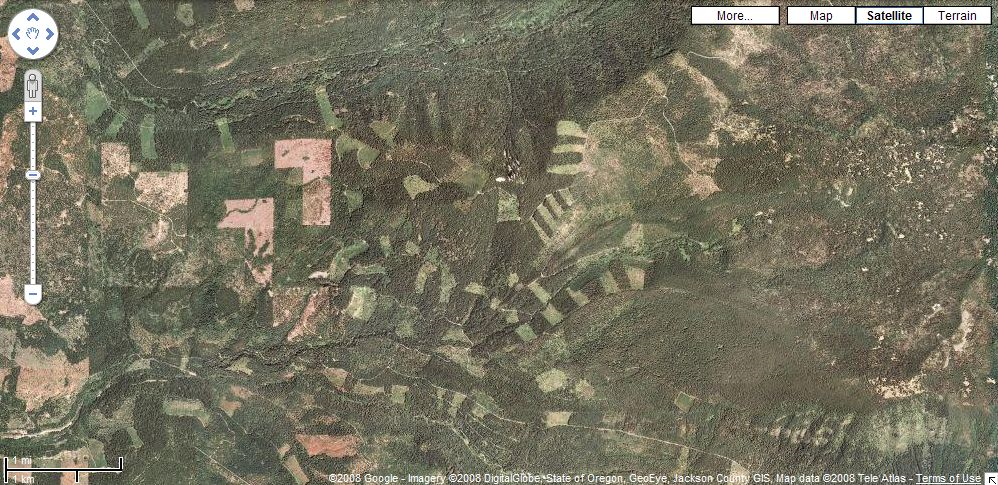 More... Map Satellite Terrain
1 mi
1 km
©2008 Google - Imagery ©2008 DigitalGlobe, State of Oregon, GeoEye, Jackson County GIS, Map data ©2008 Tele Atlas - Terms of Use